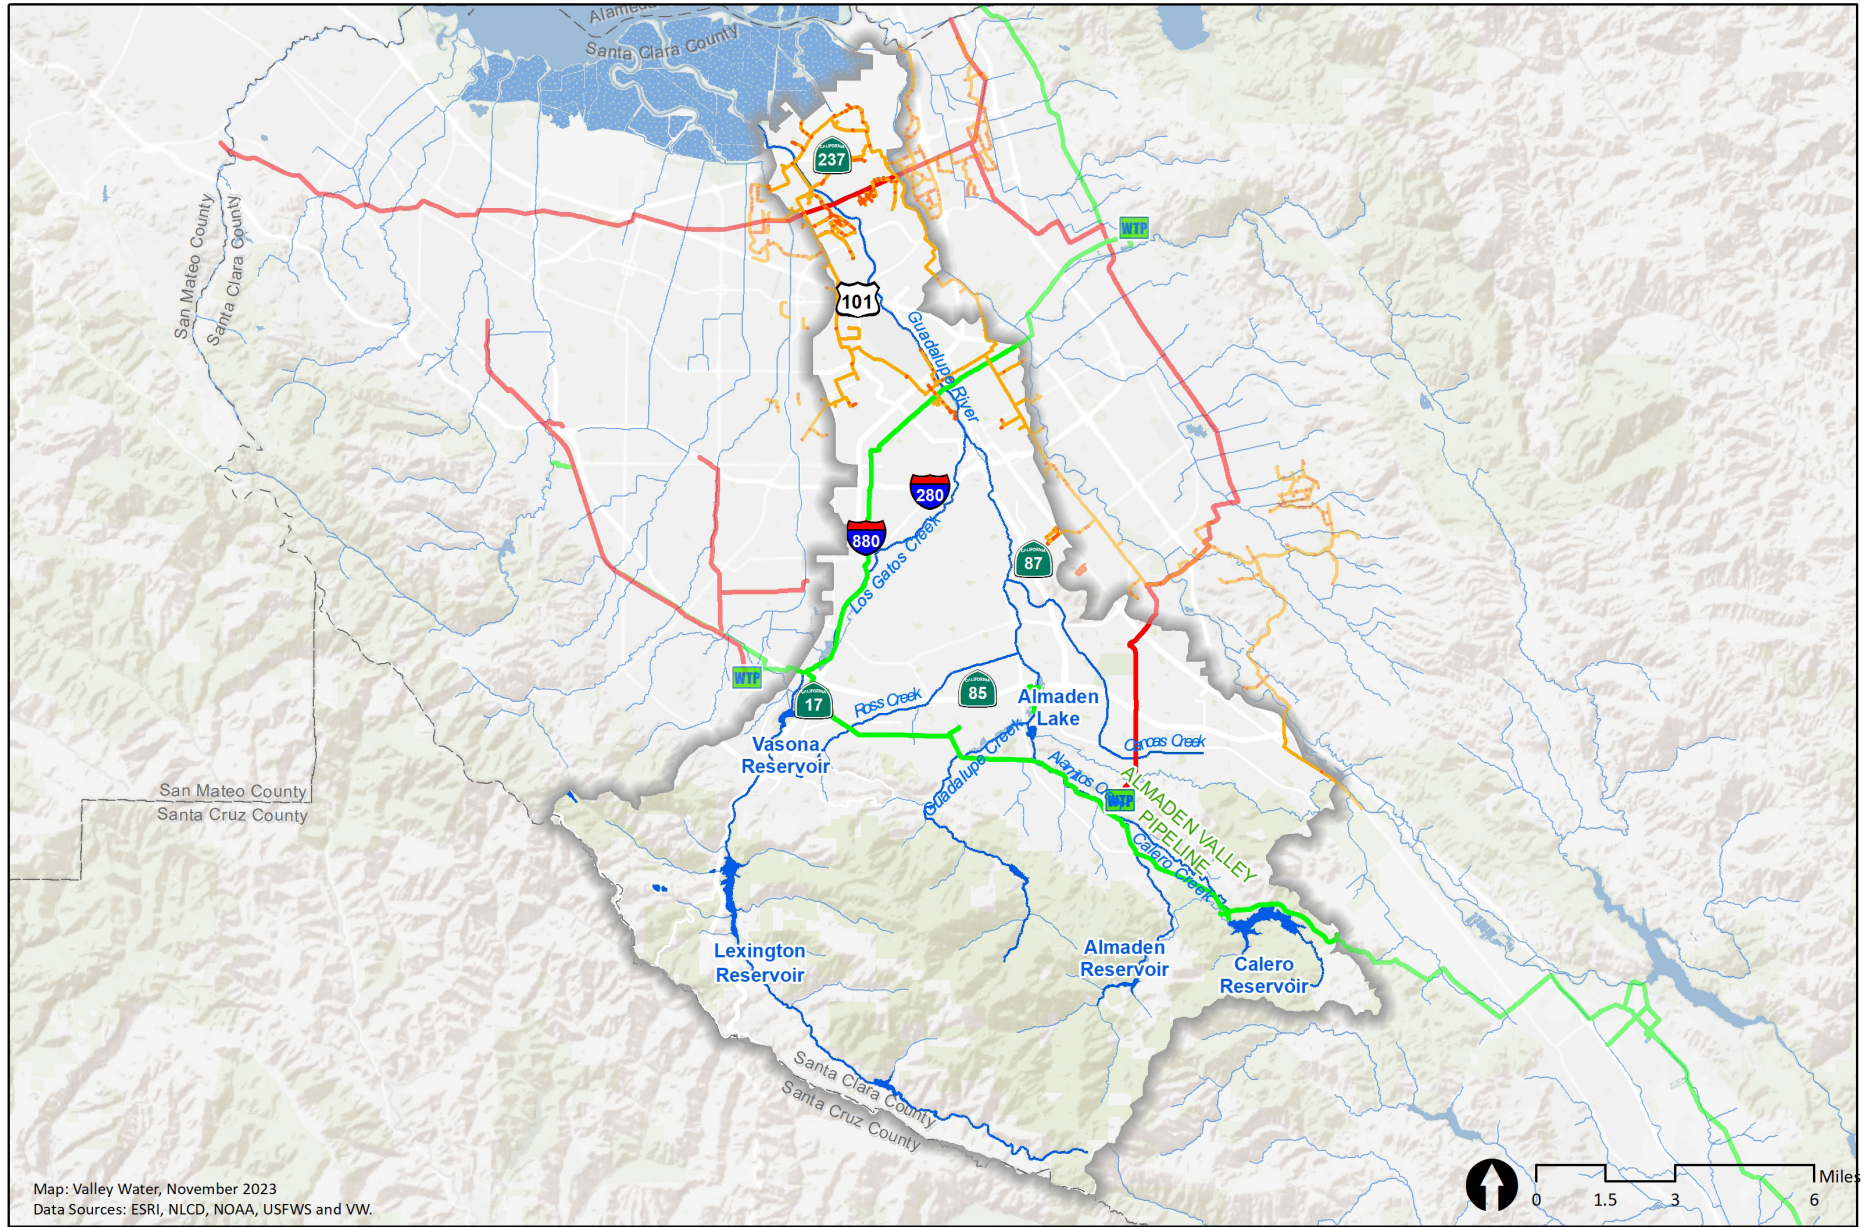 Alameda
Santa Clara County
CALIFORNIA
237
WTP
San Mateo County
Santa Clara County
101
Guadalupe River
280
880
Los Gatos Creek
CALIFORNIA
87
WTP
CALIFORNIA
17
Ross Creek
CALIFORNIA
85
Almaden
Lake
Vasona
Reservoir
Guadalupe Creek
Canoas Creek
Alamitos
WTP
ALMADEN VALLEY
PIPELINE
Calero Creek
San Mateo County
Santa Cruz County
Lexington
Reservoir
Almaden
Reservoir
Calero
Reservoir
Santa Clara County
Santa Cruz County
Map: Valley Water, November 2023
Data Sources: ESRI, NLCD, NOAA, USFWS and VW.
Miles
0 1.5 3 6